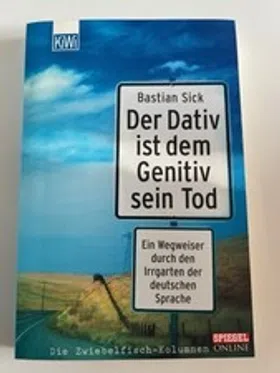 KiWi
Bastian Sick
Der Dativ
ist dem
Genitiv
sein Tod
Ein Wegweiser
durch den
Irrgarten der
deutschen
Sprache
Die Zwiebelfisch-Kolumnen
SPIEGEL
ONLINE